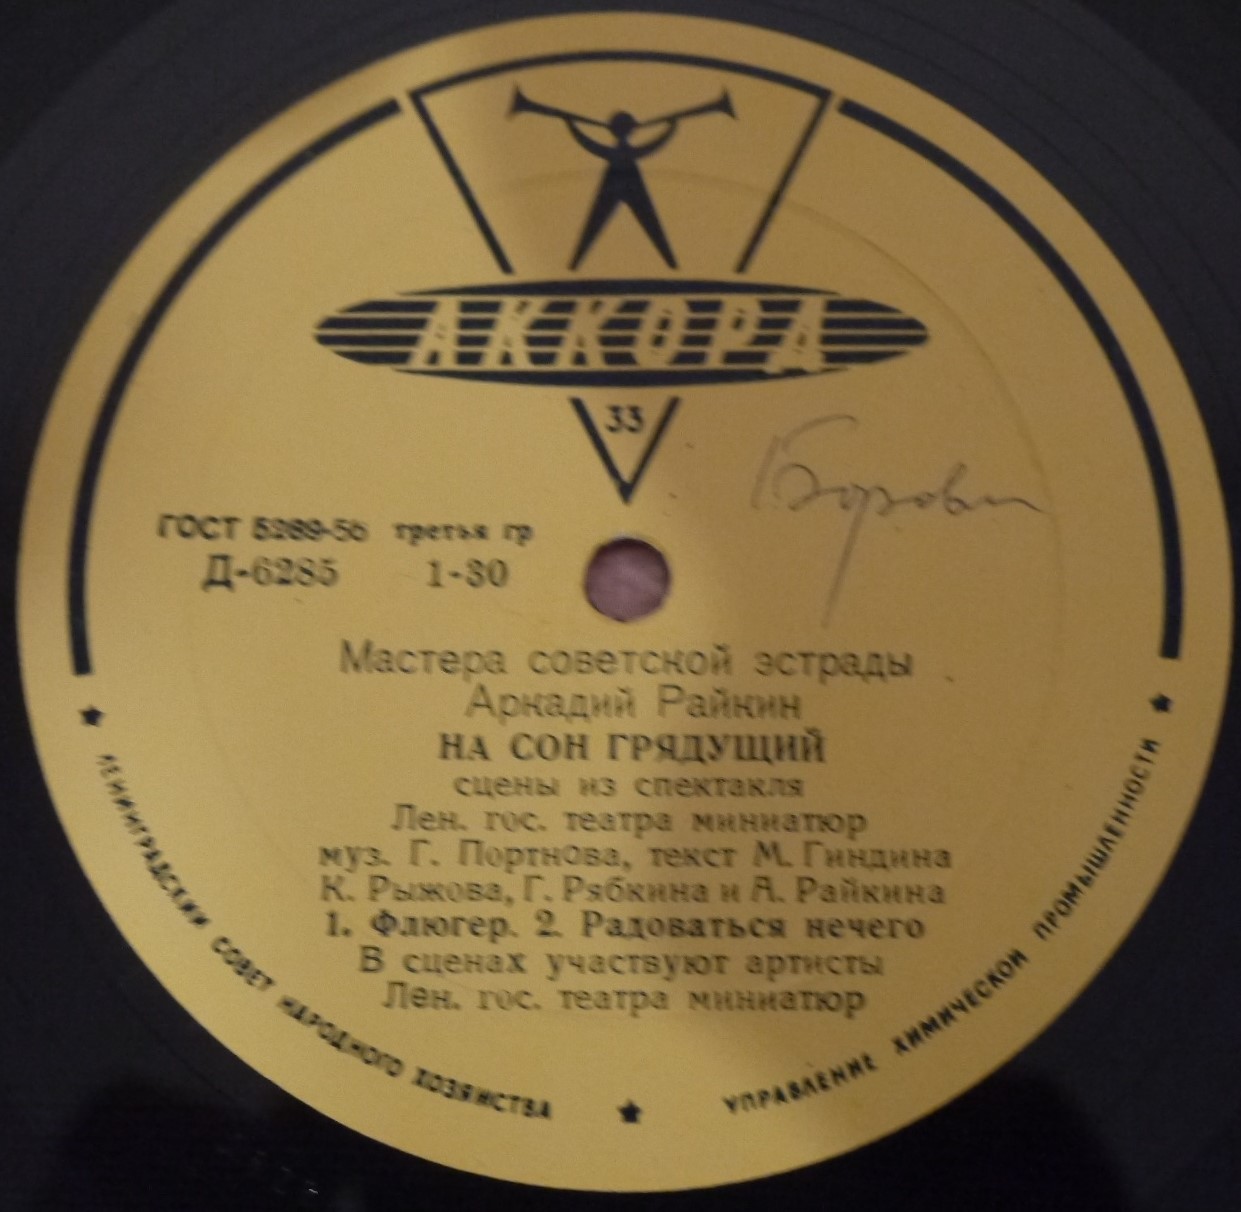 АККОРД
33
ГОСТ 5289-56 третья гр
Д-6285 1-30
Мастера советской эстрады
Аркадий Райкин
НА СОН ГРЯДУЩИЙ
сцены из спектакля
Лен. гос. театра миниатюр
муз. Г. Портнова, текст М. Гиндина
К. Рыжова, Г. Рябкина и А. Райкина
1. Флюгер. 2. Радоваться нечего
В сценах участвуют артисты
Лен. гос. театра миниатюр
ЛЕНИНГРАДСКИЙ СОВЕТ НАРОДНОГО ХОЗЯЙСТВА
УПРАВЛЕНИЕ ХИМИЧЕСКОЙ ПРОМЫШЛЕННОСТИ